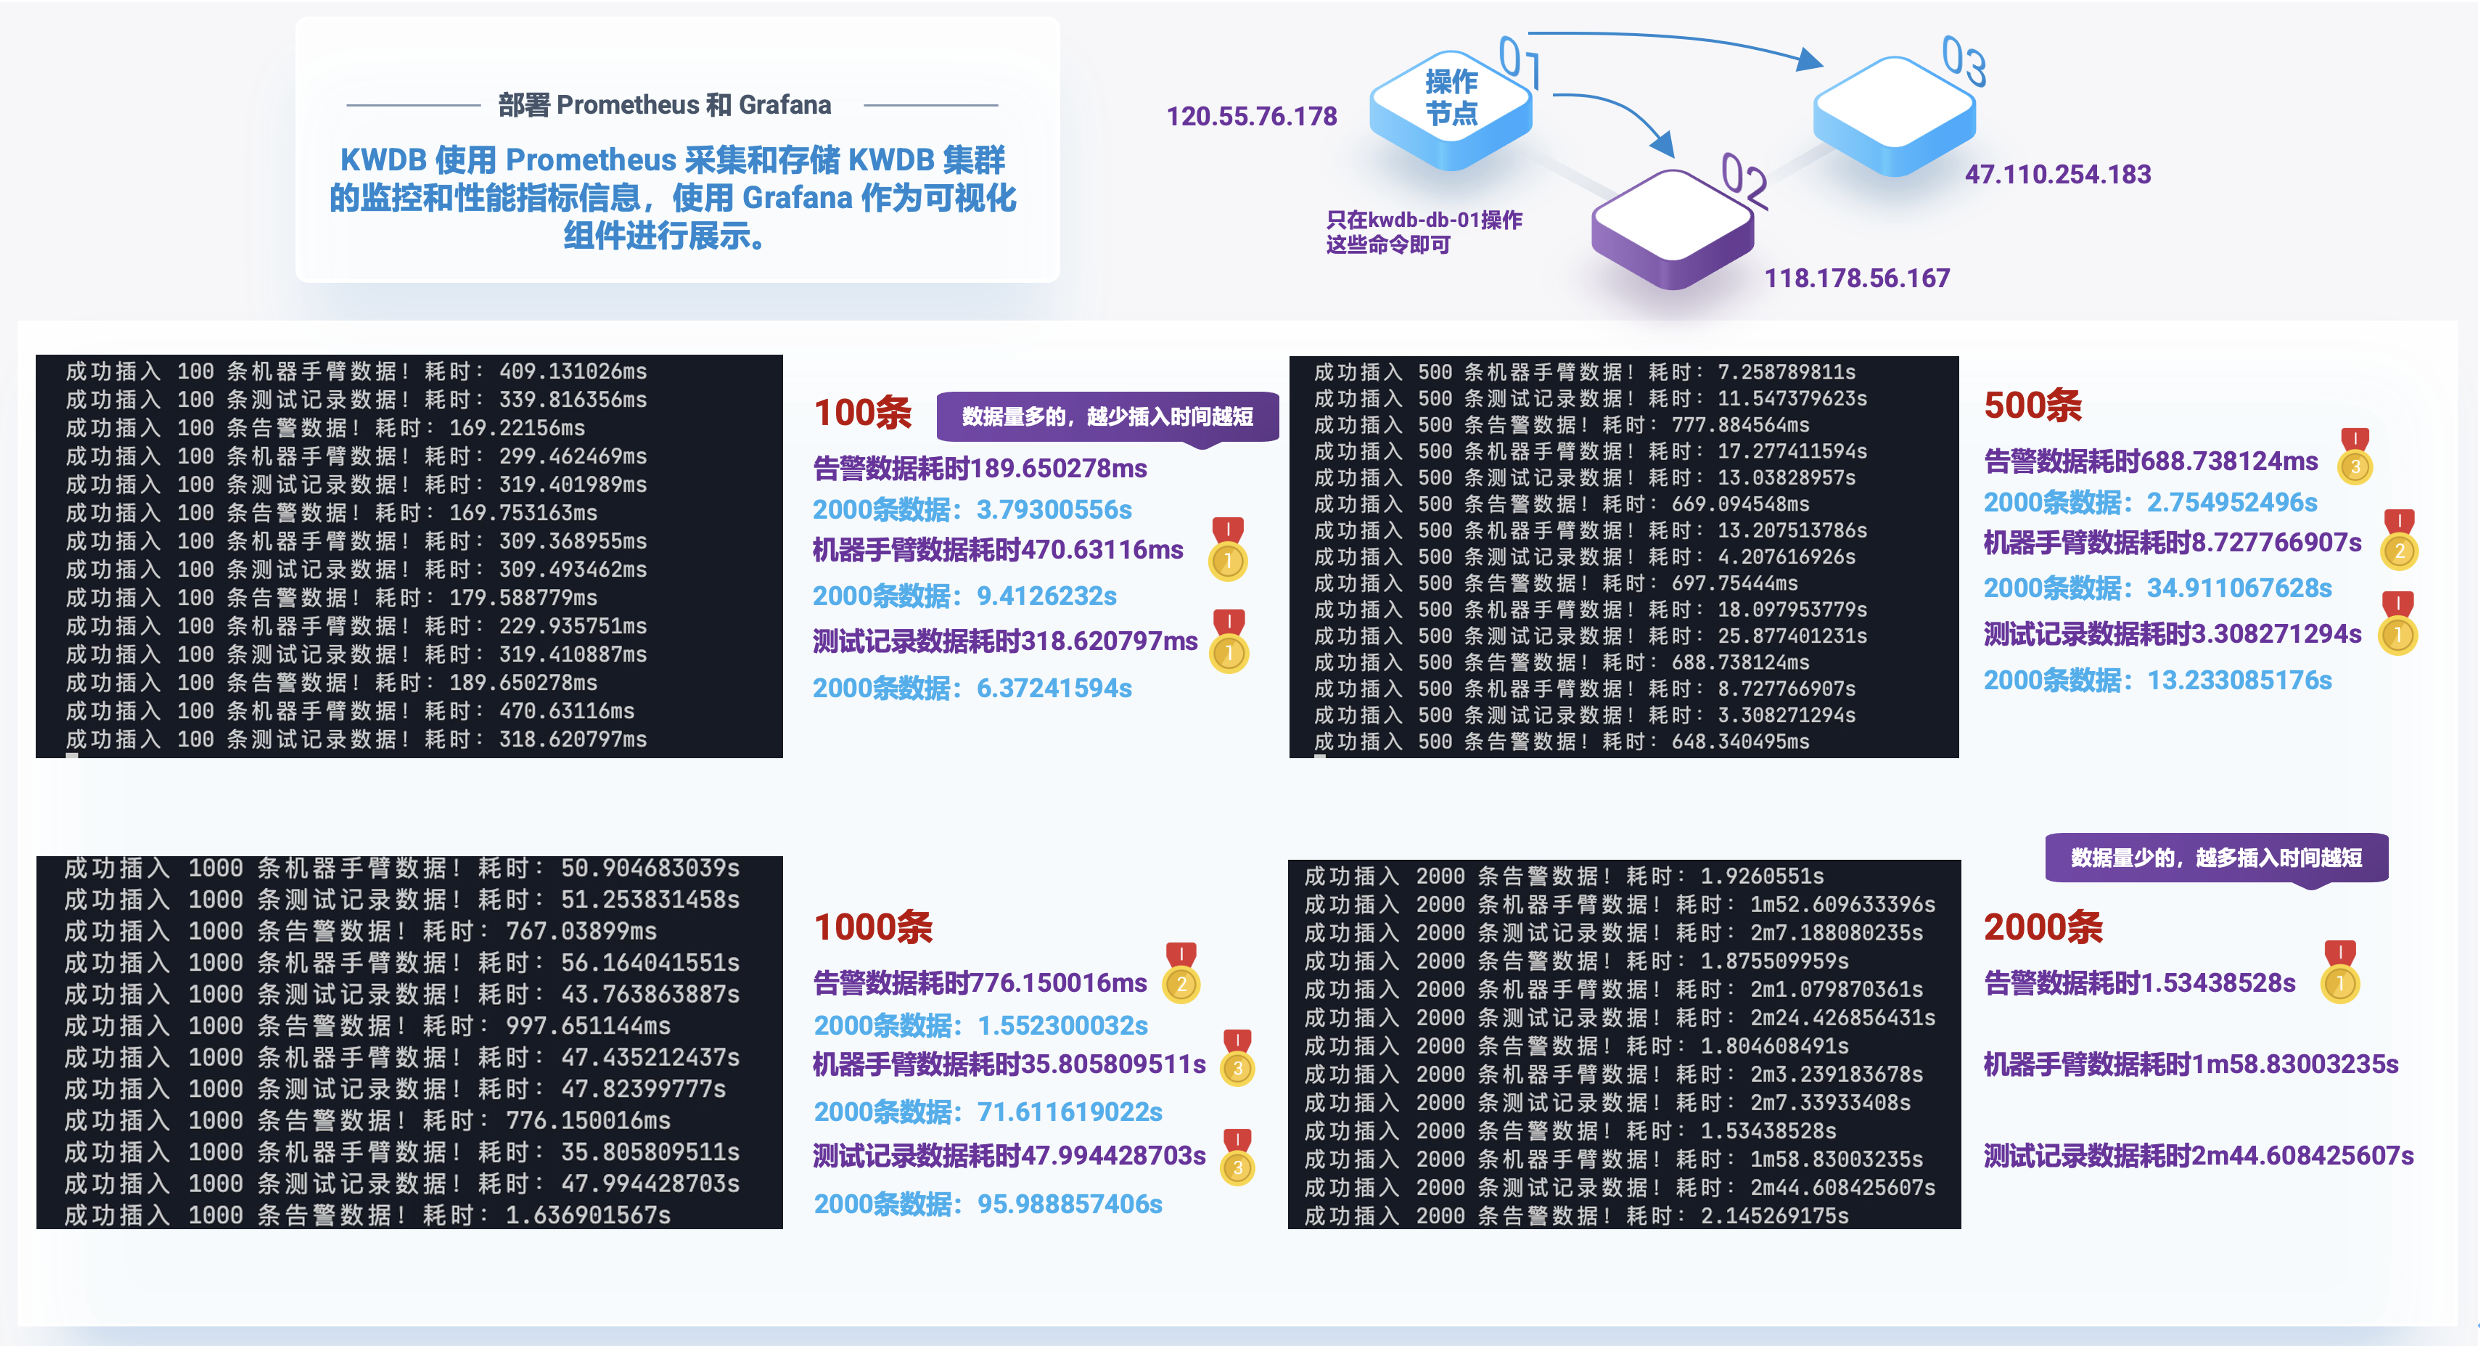 部署 Prometheus 和 Grafana
KWDB 使用 Prometheus 采集和存储 KWDB 集群
的监控和性能指标信息，使用 Grafana 作为可视化
组件进行展示。
01
操作
节点
120.55.76.178
03
47.110.254.183
02
118.178.56.167
只在kwdb-db-01操作
这些命令即可
成功插入 100 条机器手臂数据！耗时：409.131026ms
成功插入 100 条测试记录数据！耗时：339.816356ms
成功插入 100 条告警数据！耗时：169.22156ms
成功插入 100 条机器手臂数据！耗时：299.462469ms
成功插入 100 条测试记录数据！耗时：319.401989ms
成功插入 100 条告警数据！耗时：169.753163ms
成功插入 100 条机器手臂数据！耗时：309.368955ms
成功插入 100 条测试记录数据！耗时：309.493462ms
成功插入 100 条告警数据！耗时：179.588779ms
成功插入 100 条机器手臂数据！耗时：229.935751ms
成功插入 100 条测试记录数据！耗时：319.410887ms
成功插入 100 条告警数据！耗时：189.650278ms
成功插入 100 条机器手臂数据！耗时：470.63116ms
成功插入 100 条测试记录数据！耗时：318.620797ms
100条
数据量多的，越少插入时间越短
告警数据耗时189.650278ms
2000条数据：3.79300556s
机器手臂数据耗时470.63116ms
1
2000条数据：9.4126232s
测试记录数据耗时318.620797ms
1
2000条数据：6.37241594s
成功插入 500 条机器手臂数据！耗时：7.258789811s
成功插入 500 条测试记录数据！耗时：11.547379623s
成功插入 500 条告警数据！耗时：777.884564ms
成功插入 500 条机器手臂数据！耗时：17.277411594s
成功插入 500 条测试记录数据！耗时：13.03828957s
成功插入 500 条告警数据！耗时：669.094548ms
成功插入 500 条机器手臂数据！耗时：13.207513786s
成功插入 500 条测试记录数据！耗时：4.207616926s
成功插入 500 条告警数据！耗时：697.75444ms
成功插入 500 条机器手臂数据！耗时：18.097953779s
成功插入 500 条测试记录数据！耗时：25.877401231s
成功插入 500 条告警数据！耗时：688.738124ms
成功插入 500 条机器手臂数据！耗时：8.727766907s
成功插入 500 条测试记录数据！耗时：3.308271294s
成功插入 500 条告警数据！耗时：648.340495ms
500条
告警数据耗时688.738124ms
3
2000条数据：2.754952496s
机器手臂数据耗时8.727766907s
2
2000条数据：34.911067628s
测试记录数据耗时3.308271294s
1
2000条数据：13.233085176s
成功插入 1000 条机器手臂数据！耗时：50.904683039s
成功插入 1000 条测试记录数据！耗时：51.253831458s
成功插入 1000 条告警数据！耗时：767.03899ms
成功插入 1000 条机器手臂数据！耗时：56.164041551s
成功插入 1000 条测试记录数据！耗时：43.763863887s
成功插入 1000 条告警数据！耗时：997.651144ms
成功插入 1000 条机器手臂数据！耗时：47.435212437s
成功插入 1000 条测试记录数据！耗时：47.82399777s
成功插入 1000 条告警数据！耗时：776.150016ms
成功插入 1000 条机器手臂数据！耗时：35.805809511s
成功插入 1000 条测试记录数据！耗时：47.994428703s
成功插入 1000 条告警数据！耗时：1.636901567s
1000条
告警数据耗时776.150016ms
2
2000条数据：1.552300032s
机器手臂数据耗时35.805809511s
3
2000条数据：71.611619022s
测试记录数据耗时47.994428703s
3
2000条数据：95.988857406s
成功插入 2000 条告警数据！耗时：1.9260551s
成功插入 2000 条机器手臂数据！耗时：1m52.609633396s
成功插入 2000 条测试记录数据！耗时：2m7.188080235s
成功插入 2000 条告警数据！耗时：1.875509959s
成功插入 2000 条机器手臂数据！耗时：2m1.079870361s
成功插入 2000 条测试记录数据！耗时：2m24.426856431s
成功插入 2000 条告警数据！耗时：1.804608491s
成功插入 2000 条机器手臂数据！耗时：2m3.239183678s
成功插入 2000 条测试记录数据！耗时：2m7.33933408s
成功插入 2000 条告警数据！耗时：1.53438528s
成功插入 2000 条机器手臂数据！耗时：1m58.83003235s
成功插入 2000 条测试记录数据！耗时：2m44.608425607s
成功插入 2000 条告警数据！耗时：2.145269175s
数据量少的，越多插入时间越短
2000条
告警数据耗时1.53438528s
1
机器手臂数据耗时1m58.83003235s
测试记录数据耗时2m44.608425607s